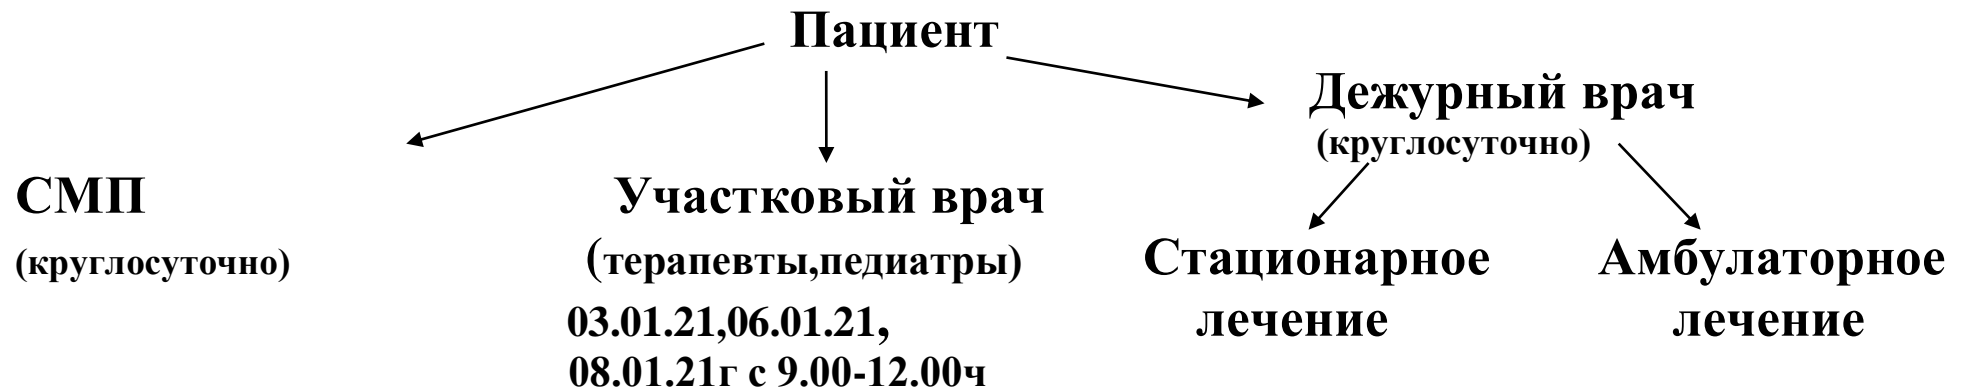 Пациент
Дежурный врач
(круглосуточно)
СМП
(круглосуточно)
Участковый врач
(терапевты,педиатры)
03.01.21,06.01.21,
08.01.21г с 9.00-12.00ч
Стационарное
лечение
Амбулаторное
лечение